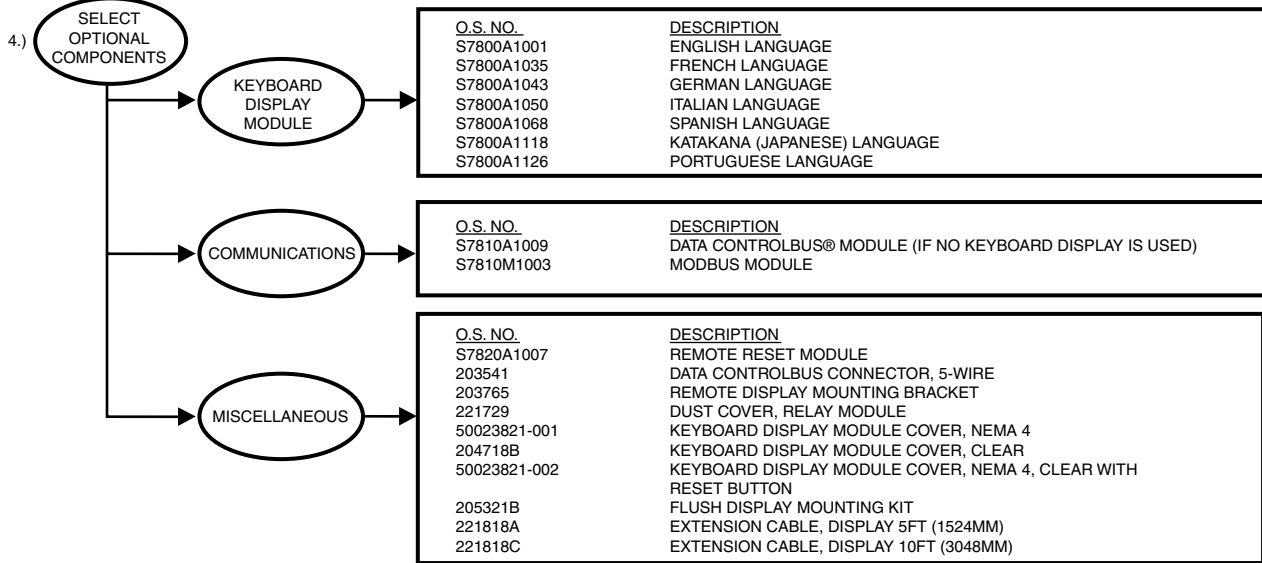 4.)
SELECT
OPTIONAL
COMPONENTS
KEYBOARD
DISPLAY
MODULE
O.S. NO. DESCRIPTION
S7800A1001 ENGLISH LANGUAGE
S7800A1035 FRENCH LANGUAGE
S7800A1043 GERMAN LANGUAGE
S7800A1050 ITALIAN LANGUAGE
S7800A1068 SPANISH LANGUAGE
S7800A1118 KATAKANA (JAPANESE) LANGUAGE
S7800A1126 PORTUGUESE LANGUAGE
COMMUNICATIONS
O.S. NO. DESCRIPTION
S7810A1009 DATA CONTROLBUS® MODULE (IF NO KEYBOARD DISPLAY IS USED)
S7810M1003 MODBUS MODULE
MISCELLANEOUS
O.S. NO. DESCRIPTION
S7820A1007 REMOTE RESET MODULE
203541 DATA CONTROLBUS CONNECTOR, 5-WIRE
203765 REMOTE DISPLAY MOUNTING BRACKET
221729 DUST COVER, RELAY MODULE
50023821-001 KEYBOARD DISPLAY MODULE COVER, NEMA 4
204718B KEYBOARD DISPLAY MODULE COVER, CLEAR
50023821-002 KEYBOARD DISPLAY MODULE COVER, NEMA 4, CLEAR WITH
RESET BUTTON
205321B FLUSH DISPLAY MOUNTING KIT
221818A EXTENSION CABLE, DISPLAY 5FT (1524MM)
221818C EXTENSION CABLE, DISPLAY 10FT (3048MM)